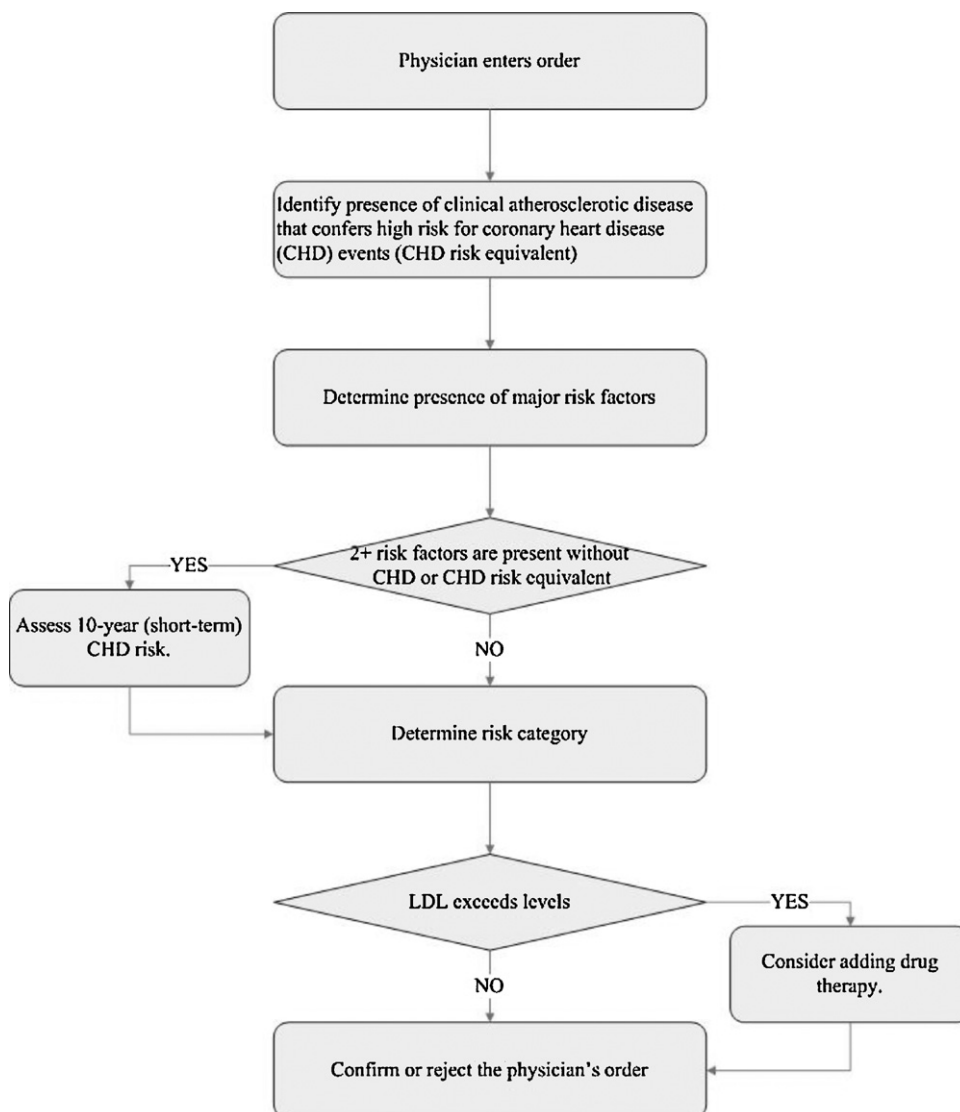 Physician enters order
Identify presence of clinical atherosclerotic disease
that confers high risk for coronary heart disease
(CHD) events (CHD risk equivalent)
Determine presence of major risk factors
2+ risk factors are present without
CHD or CHD risk equivalent
YES
Assess 10-year (short-term)
CHD risk.
NO
Determine risk category
LDL exceeds levels
YES
Consider adding drug
therapy.
NO
Confirm or reject the physician's order